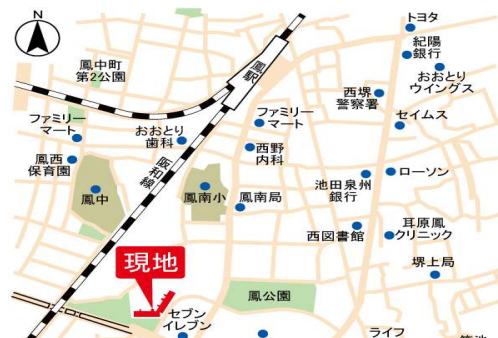 トヨタ
紀陽
銀行
おおとり
ウイングス
鳳中町
第2公園
鳳駅
西堺
警察署
ファミリー
マート
セイムス
ファミリー
マート
おおとり
歯科
西野
内科
鳳西
保育園
阪和線
ローソン
池田泉州
銀行
鳳中
鳳南小
鳳南局
西図書館
耳原鳳
クリニック
現地
堺上局
鳳公園
セブン
イレブン
ライフ